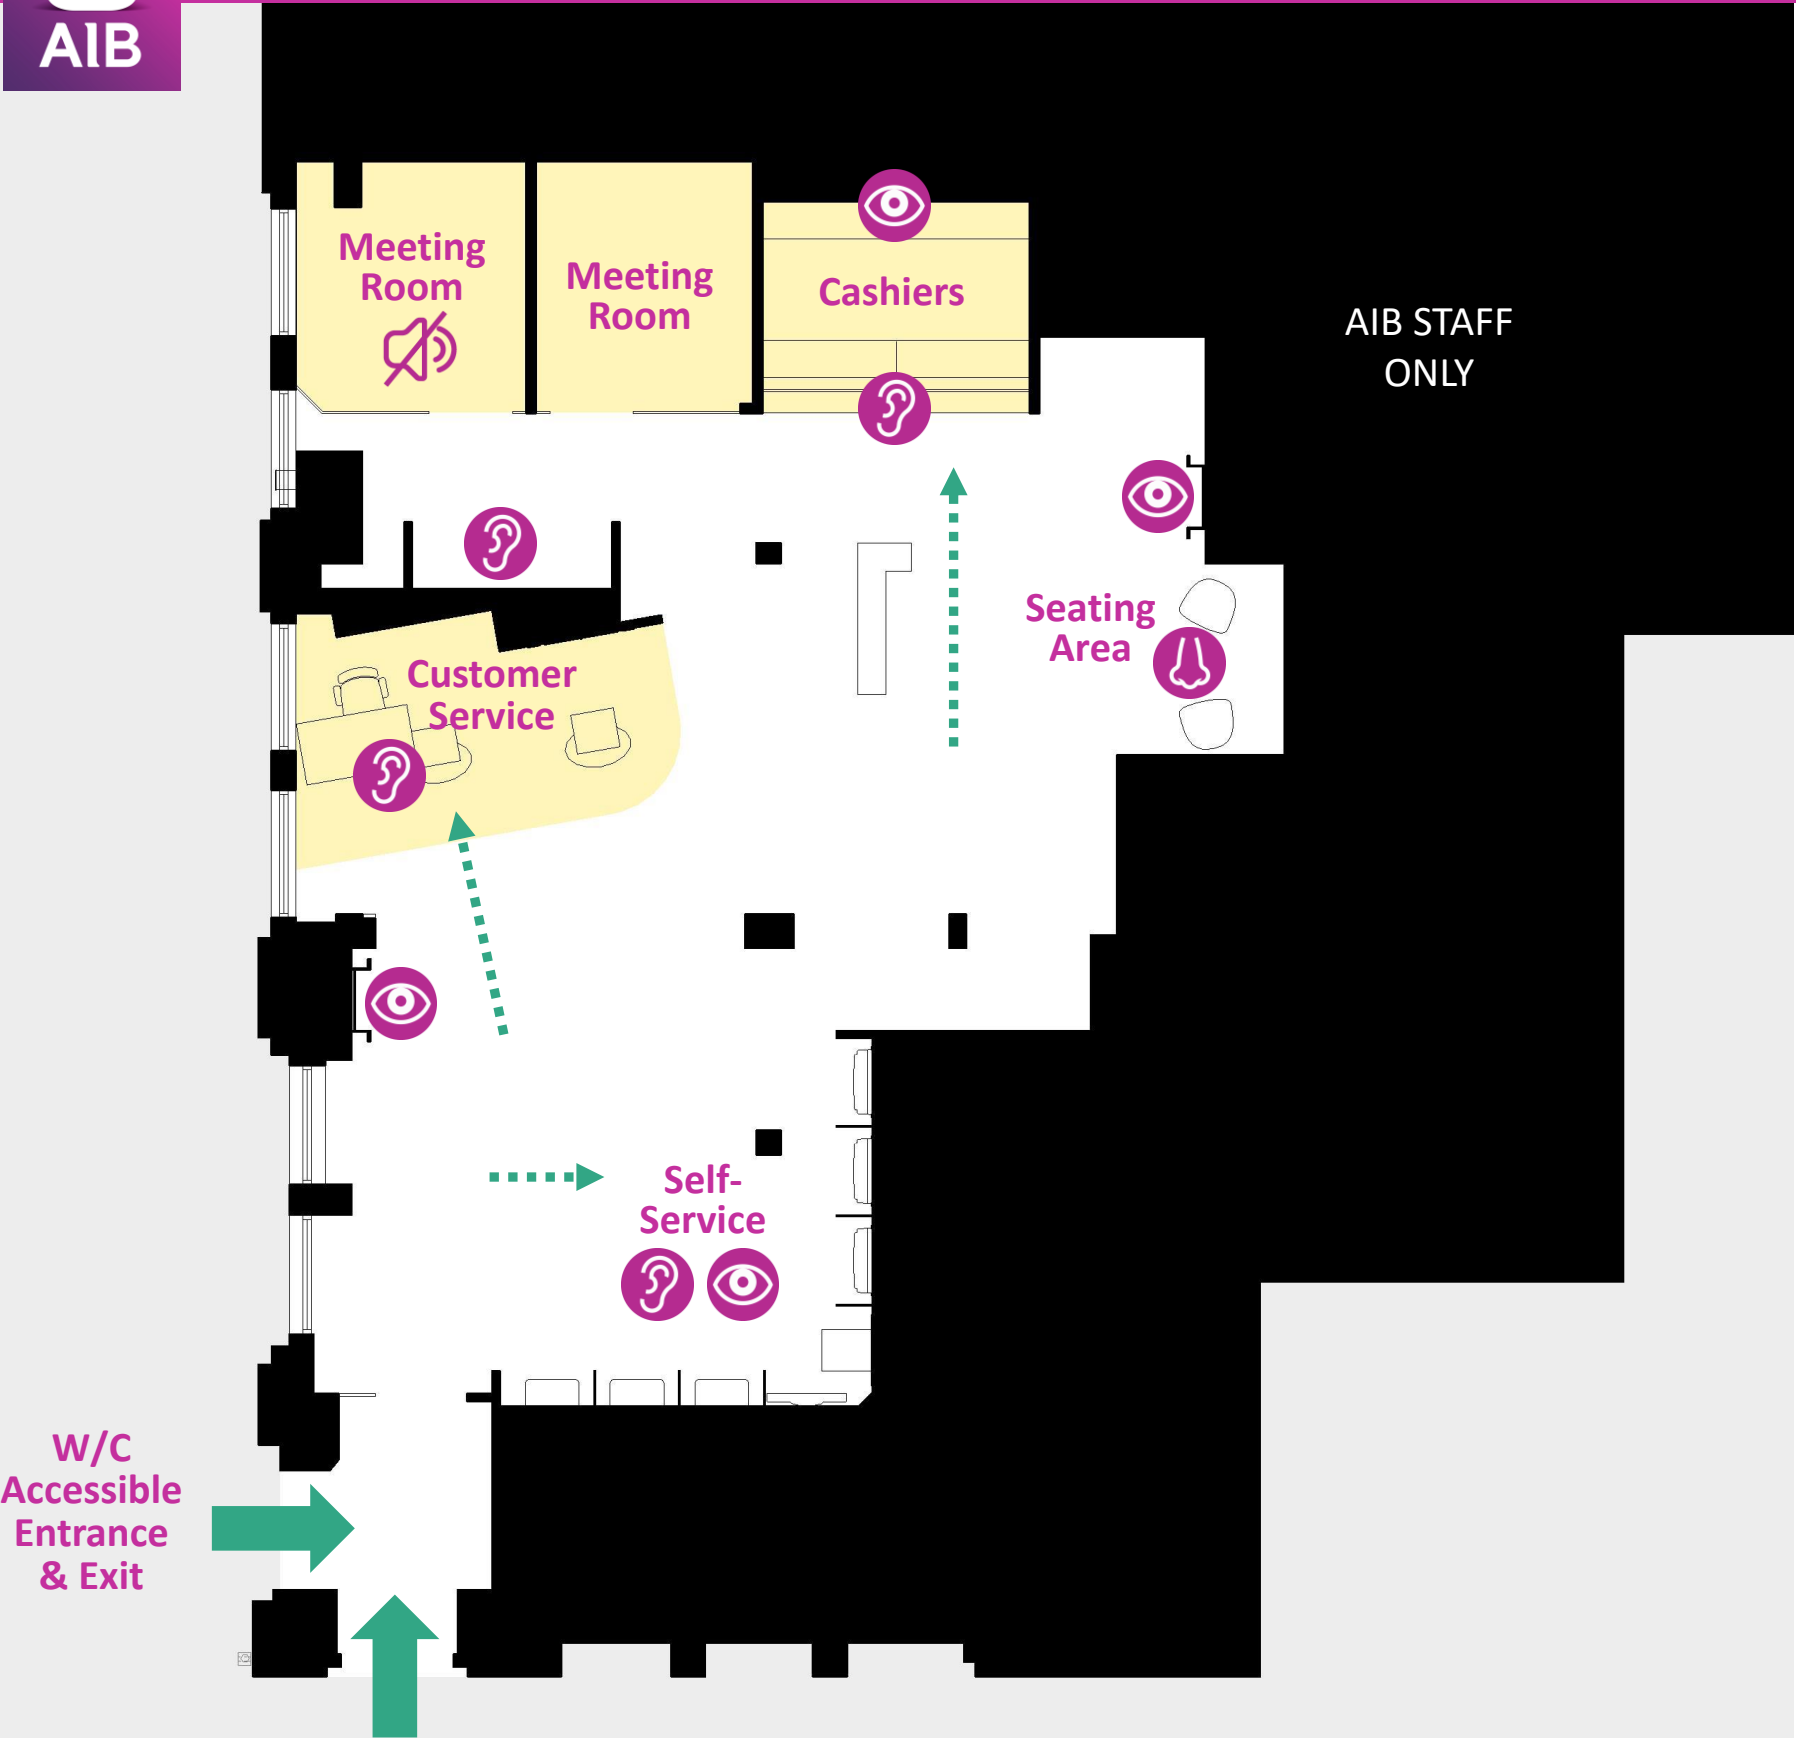 AIB
Meeting
Room
Meeting
Room
Cashiers
AIB STAFF
ONLY
Seating
Area
Customer
Service
Self-
Service
W/C
Accessible
Entrance
& Exit